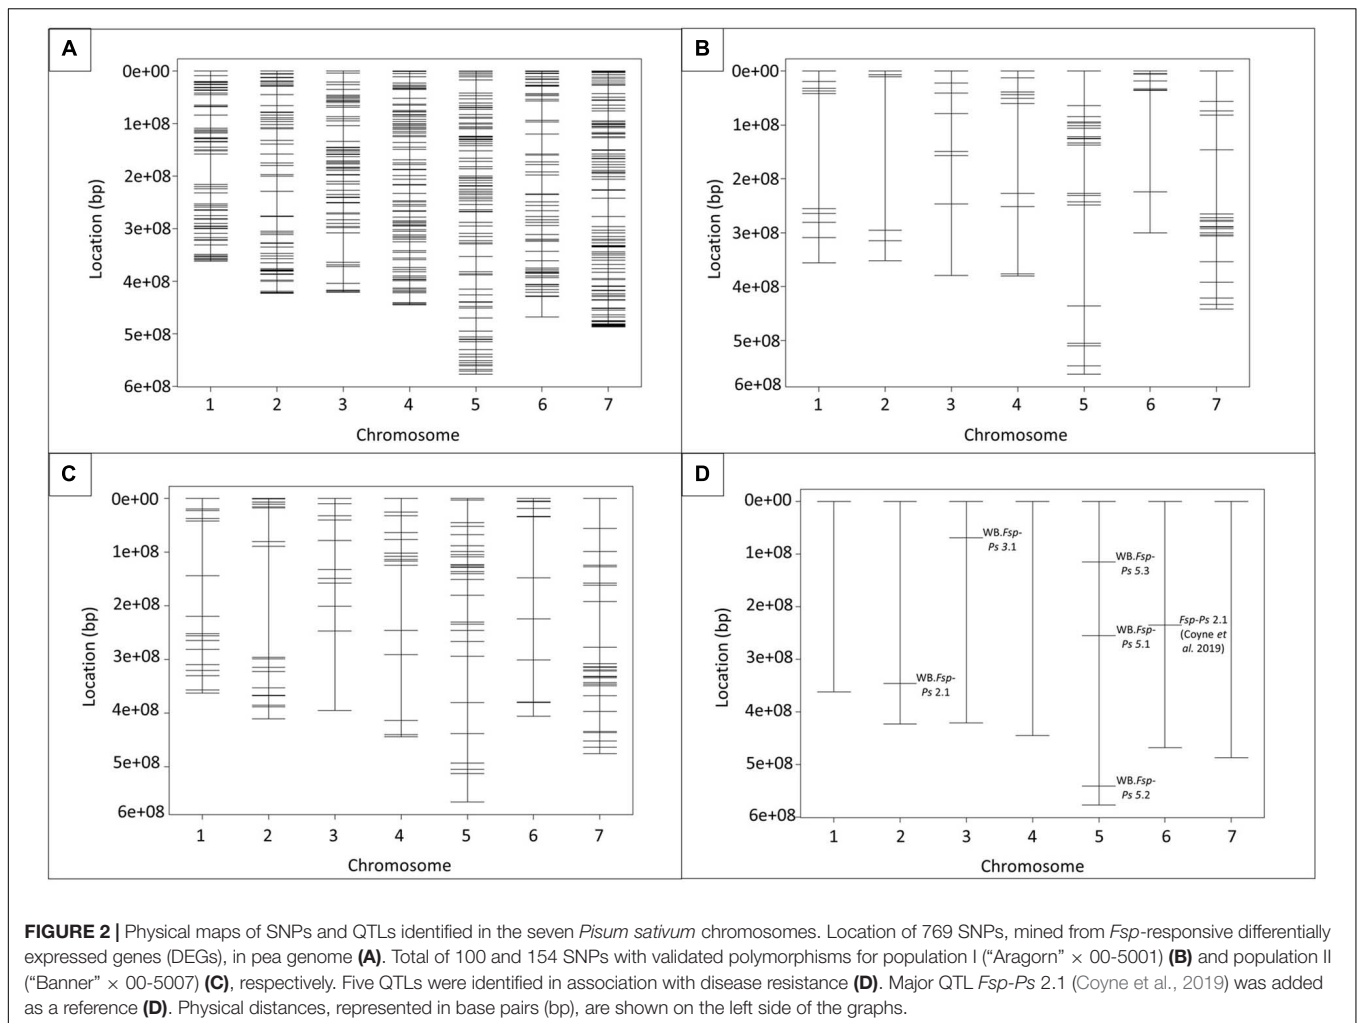 A
0e+00
1e+08
2e+08
3e+08
4e+08
5e+08
6e+08
Location (bp)
1 2 3 4 5 6 7
Chromosome
B
0e+00
1e+08
2e+08
3e+08
4e+08
5e+08
6e+08
Location (bp)
1 2 3 4 5 6 7
Chromosome
C
0e+00
1e+08
2e+08
3e+08
4e+08
5e+08
6e+08
Location (bp)
1 2 3 4 5 6 7
Chromosome
D
0e+00
1e+08
2e+08
3e+08
4e+08
5e+08
6e+08
Location (bp)
WB.Fsp-
Ps 2.1
WB.Fsp-
Ps 3.1
WB.Fsp-
Ps 5.3
WB.Fsp-
Ps 5.1
WB.Fsp-
Ps 5.2
Fsp-Ps 2.1
(Coyne et
al. 2019)
1 2 3 4 5 6 7
Chromosome
FIGURE 2 | Physical maps of SNPs and QTLs identified in the seven Pisum sativum chromosomes. Location of 769 SNPs, mined from Fsp-responsive differentially
expressed genes (DEGs), in pea genome (A). Total of 100 and 154 SNPs with validated polymorphisms for population I (“Aragorn” × 00-5001) (B) and population II
(“Banner” × 00-5007) (C), respectively. Five QTLs were identified in association with disease resistance (D). Major QTL Fsp-Ps 2.1 (Coyne et al., 2019) was added
as a reference (D). Physical distances, represented in base pairs (bp), are shown on the left side of the graphs.